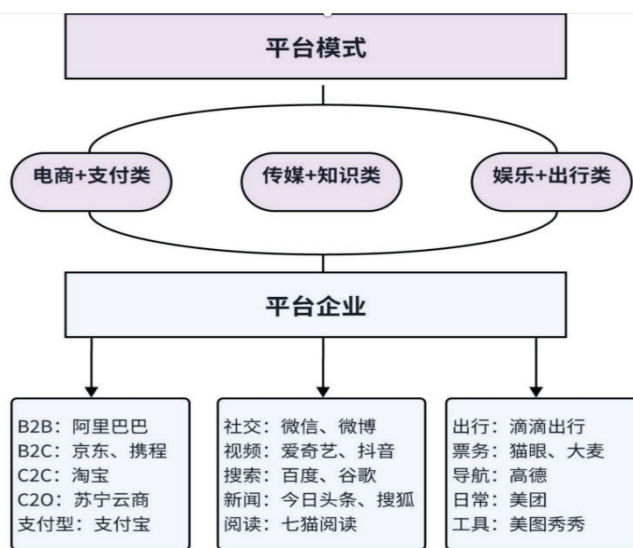 平台模式
电商+支付类
传媒+知识类
娱乐+出行类
平台企业
B2B：阿里巴巴
B2C：京东、携程
C2C：淘宝
C2O：苏宁云商
支付型：支付宝
社交：微信、微博
视频：爱奇艺、抖音
搜索：百度、谷歌
新闻：今日头条、搜狐
阅读：七猫阅读
出行：滴滴出行
票务：猫眼、大麦
导航：高德
日常：美团
工具：美图秀秀